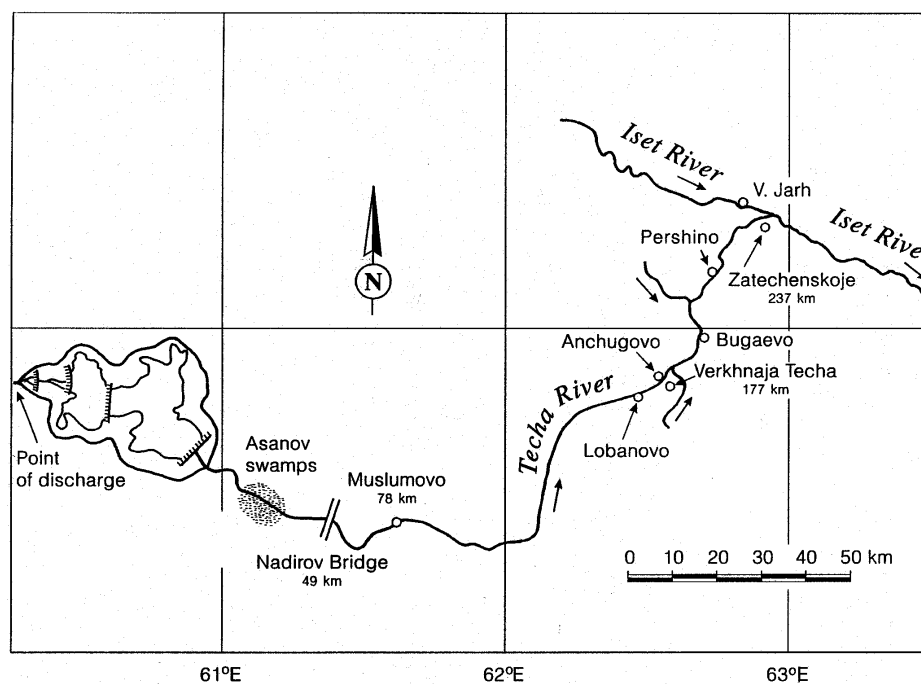 Iset River
V. Jarh
Iset Rive
Pershino
Zatechenskoje
237 km
N
Anchugovo
Bugaevo
Verkhnaja Techa
177 km
Techa River
Lobanovo
Point
of discharge
Asanov
swamps
Muslumovo
78 km
Nadirov Bridge
49 km
0 10 20 30 40 50 km
61ºE
62ºE
63ºE